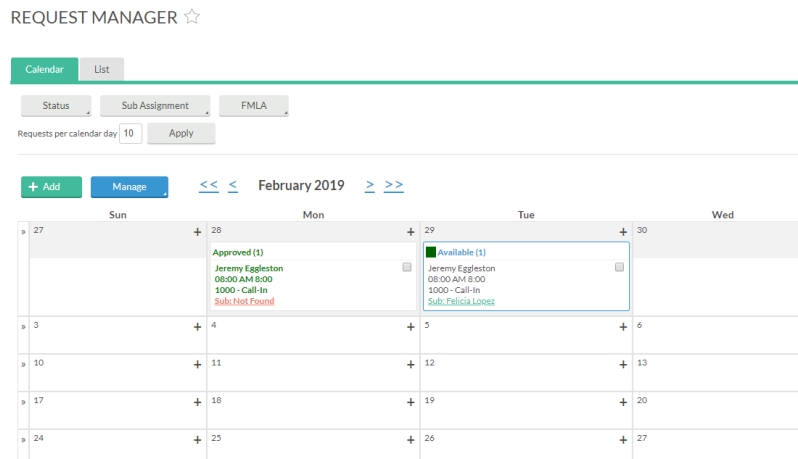 REQUEST MANAGER
Calendar List
Status Sub Assignment FMLA
Requests per calendar day 10 Apply
+ Add Manage << < February 2019 > >>
Sun Mon Tue Wed
» 27 + 28 + 29 + 30
Approved (1) Available (1)
Jeremy Eggleston Jeremy Eggleston
08:00 AM 8:00 08:00 AM 8:00
1000 - Call-In 1000 - Call-In
Sub: Not Found Sub: Felicia Lopez
» 3 + 4 + 5 + 6
» 10 + 11 + 12 + 13
» 17 + 18 + 19 + 20
» 24 + 25 + 26 + 27